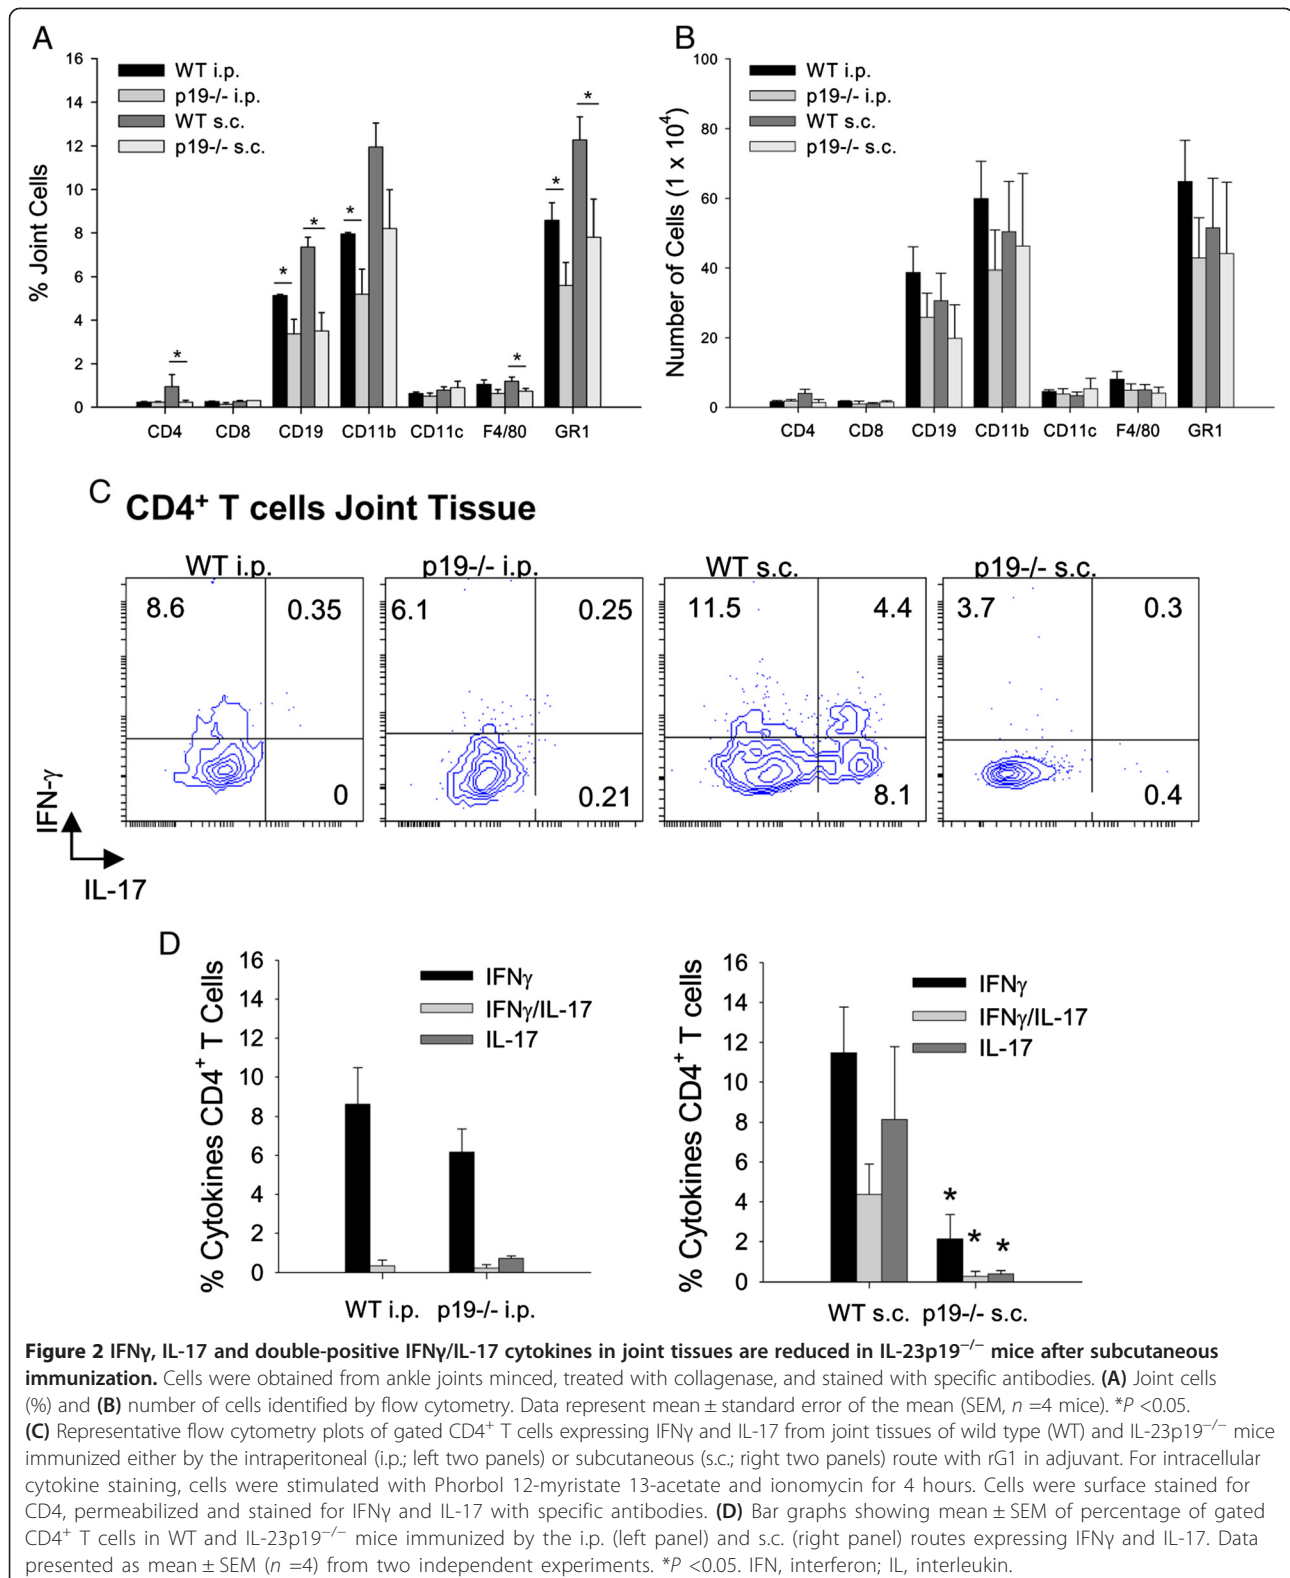 A
16
14
12
10
8
6
4
2
0
% Joint Cells
WT i.p.
p19-/- i.p.
WT s.c.
p19-/- s.c.
*
*
*
*
*
*
*
CD4 CD8 CD19 CD11b CD11c F4/80 GR1
B
100
80
60
40
20
0
Number of Cells (1 x 10⁴)
WT i.p.
p19-/- i.p.
WT s.c.
p19-/- s.c.
CD4 CD8 CD19 CD11b CD11c F4/80 GR1
C CD4⁺ T cells Joint Tissue
WT i.p. p19-/- i.p. WT s.c. p19-/- s.c.
8.6 0.35 6.1 0.25 11.5 4.4 3.7 0.3
0 0.21 8.1 0.4
IFN-γ
IL-17
D
16
14
12
10
8
6
4
2
0
% Cytokines CD4⁺ T Cells
IFNγ
IFNγ/IL-17
IL-17
WT i.p. p19-/- i.p.
16
14
12
10
8
6
4
2
0
% Cytokines CD4⁺ T cells
IFNγ
IFNγ/IL-17
IL-17
* * *
WT s.c. p19-/- s.c.
Figure 2 IFNγ, IL-17 and double-positive IFNγ/IL-17 cytokines in joint tissues are reduced in IL-23p19⁻/⁻ mice after subcutaneous
immunization. Cells were obtained from ankle joints minced, treated with collagenase, and stained with specific antibodies. (A) Joint cells
(%) and (B) number of cells identified by flow cytometry. Data represent mean ± standard error of the mean (SEM, n =4 mice). *P <0.05.
(C) Representative flow cytometry plots of gated CD4⁺ T cells expressing IFNγ and IL-17 from joint tissues of wild type (WT) and IL-23p19⁻/⁻ mice
immunized either by the intraperitoneal (i.p.; left two panels) or subcutaneous (s.c.; right two panels) route with rG1 in adjuvant. For intracellular
cytokine staining, cells were stimulated with Phorbol 12-myristate 13-acetate and ionomycin for 4 hours. Cells were surface stained for
CD4, permeabilized and stained for IFNγ and IL-17 with specific antibodies. (D) Bar graphs showing mean ± SEM of percentage of gated
CD4⁺ T cells in WT and IL-23p19⁻/⁻ mice immunized by the i.p. (left panel) and s.c. (right panel) routes expressing IFNγ and IL-17. Data
presented as mean ± SEM (n =4) from two independent experiments. *P <0.05. IFN, interferon; IL, interleukin.